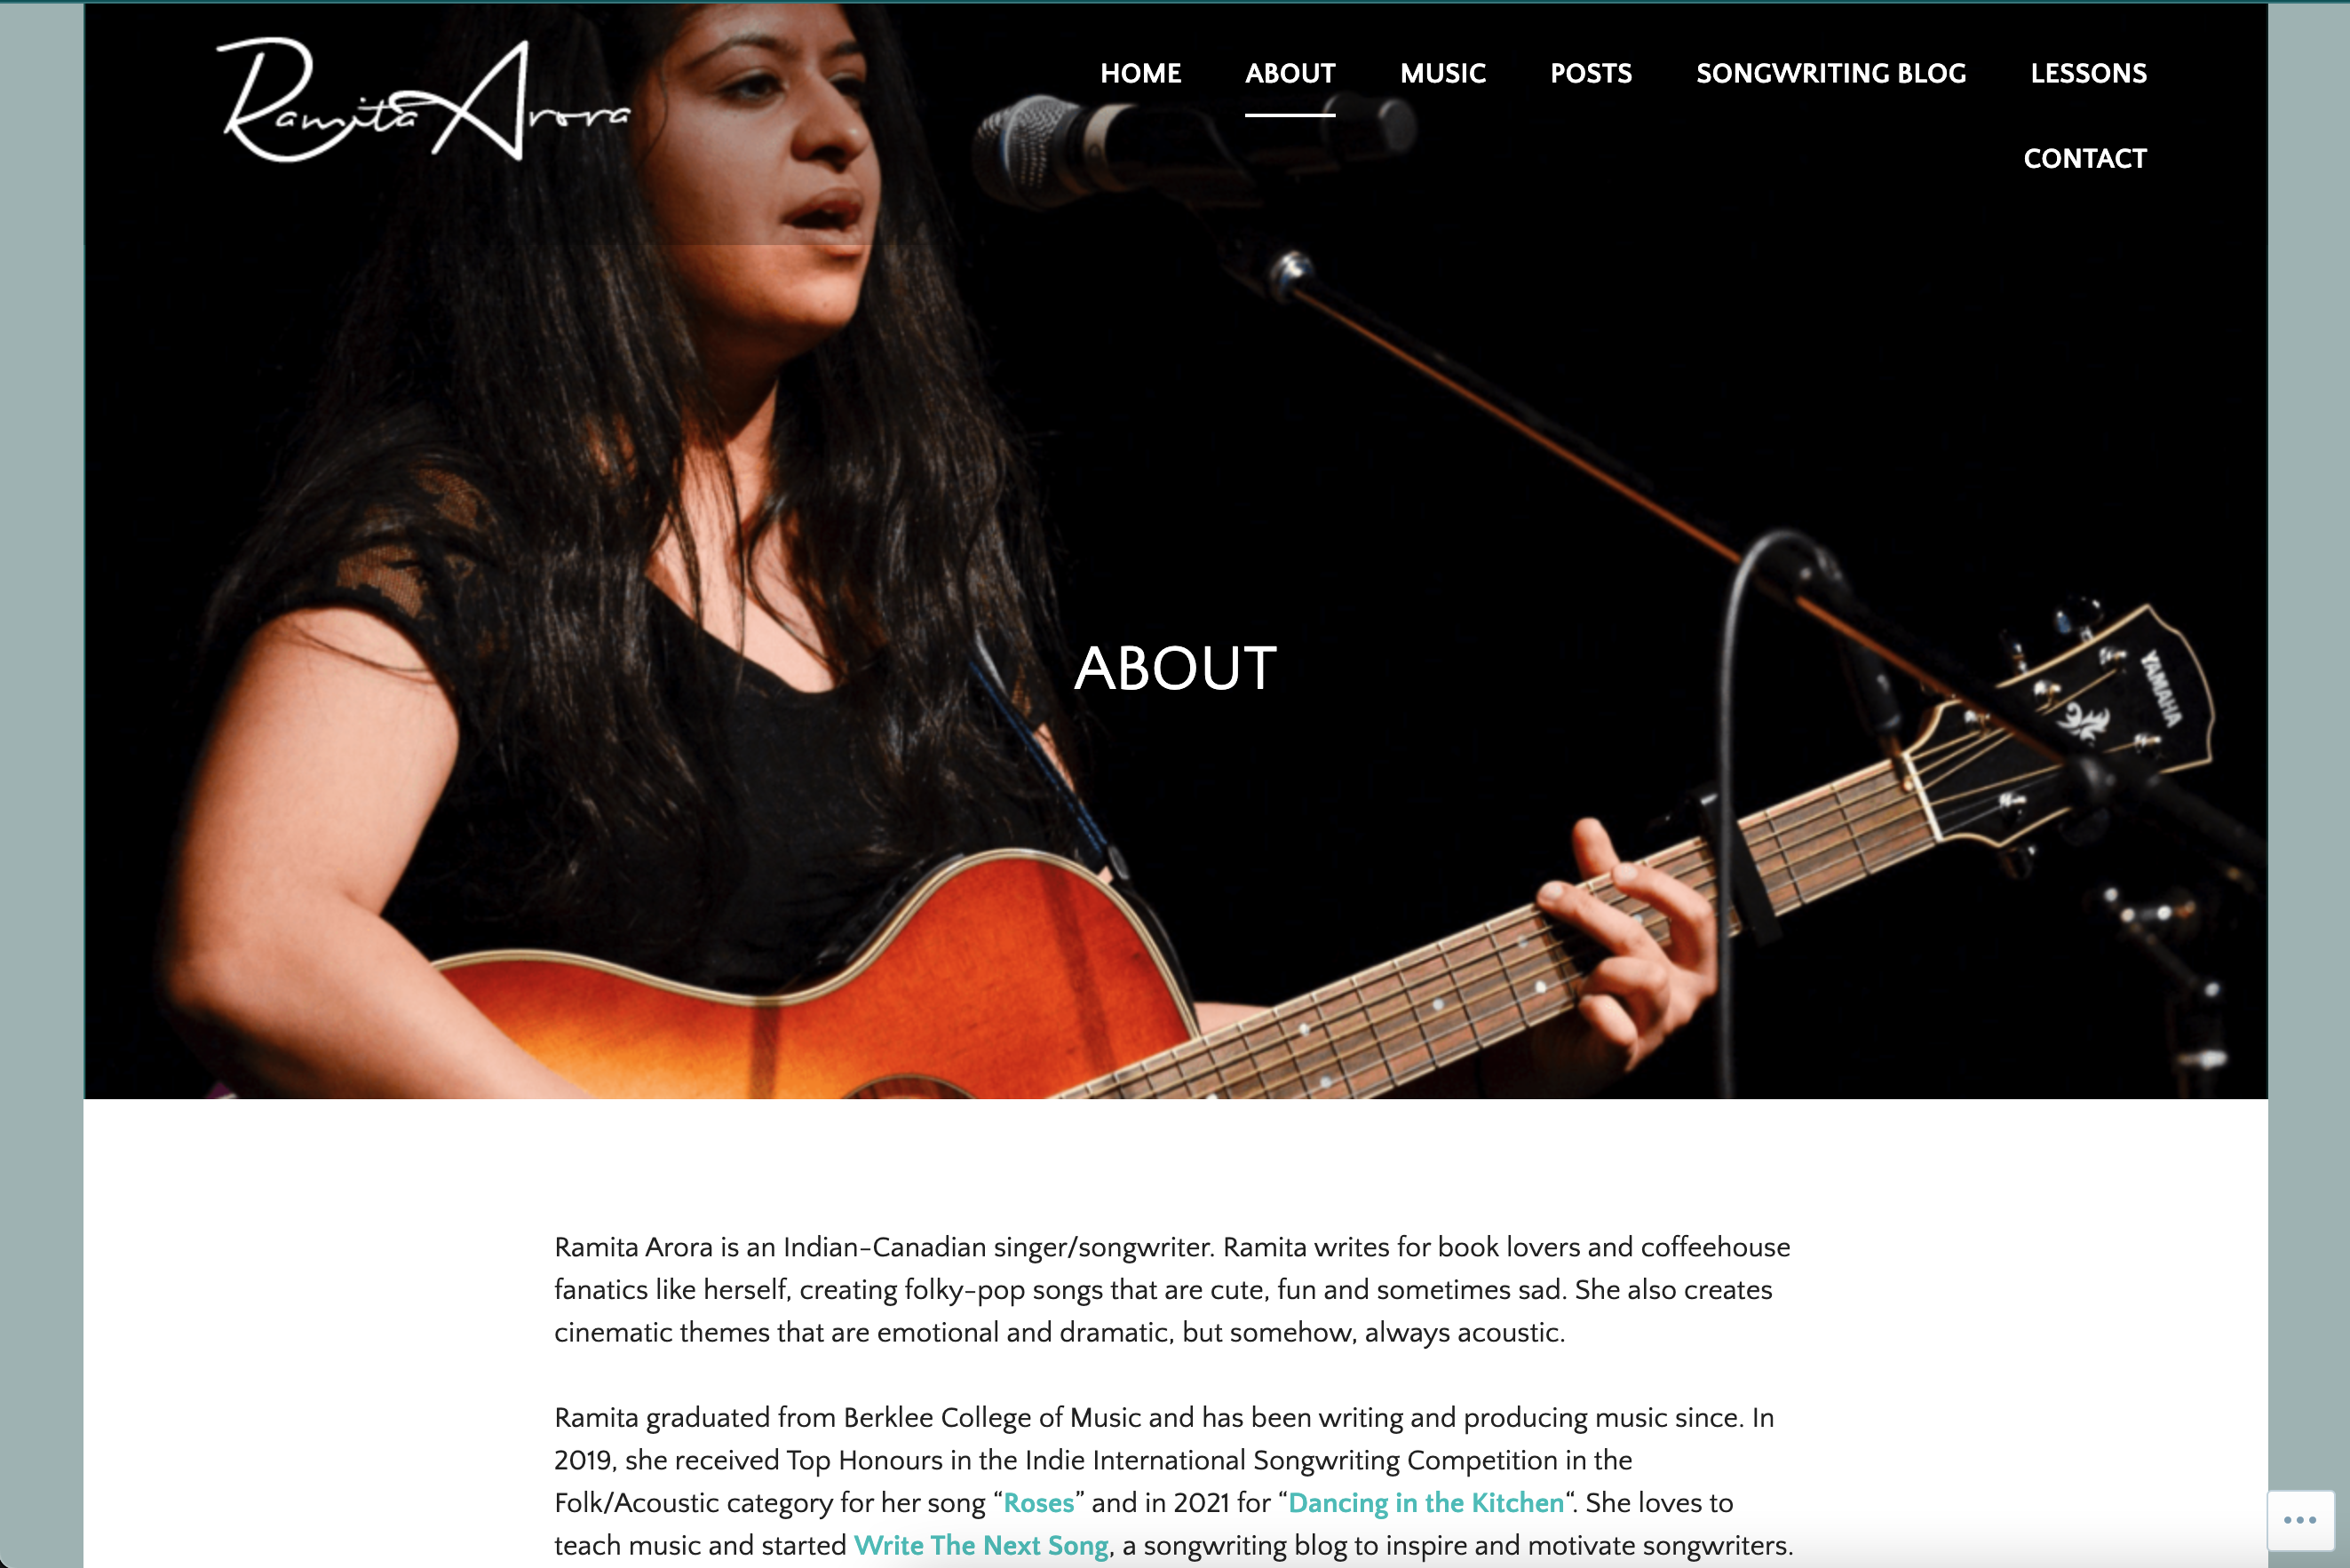 Ramita Arora
HOME ABOUT MUSIC POSTS SONGWRITING BLOG LESSONS
CONTACT
ABOUT
YAMAHA
Ramita Arora is an Indian-Canadian singer/songwriter. Ramita writes for book lovers and coffeehouse
fanatics like herself, creating folky-pop songs that are cute, fun and sometimes sad. She also creates
cinematic themes that are emotional and dramatic, but somehow, always acoustic.
Ramita graduated from Berklee College of Music and has been writing and producing music since. In
2019, she received Top Honours in the Indie International Songwriting Competition in the
Folk/Acoustic category for her song “Roses” and in 2021 for “Dancing in the Kitchen“. She loves to
teach music and started Write The Next Song, a songwriting blog to inspire and motivate songwriters.